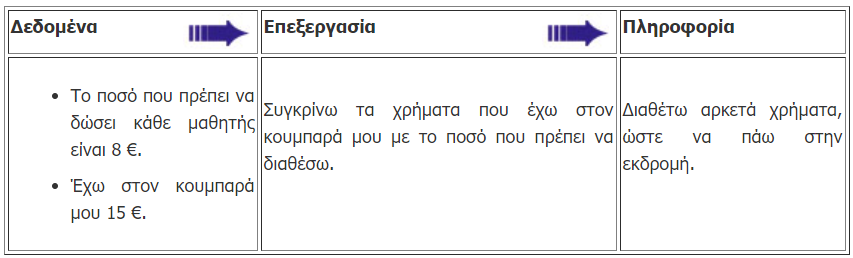 Δεδομένα
Επεξεργασία
Πληροφορία
• Το ποσό που πρέπει να
δώσει κάθε μαθητής
είναι 8 €.
• Έχω στον κουμπαρά
μου 15 €.
Συγκρίνω τα χρήματα που έχω στον
κουμπαρά μου με το ποσό που πρέπει να
διαθέσω.
Διαθέτω αρκετά χρήματα,
ώστε να πάω στην
εκδρομή.